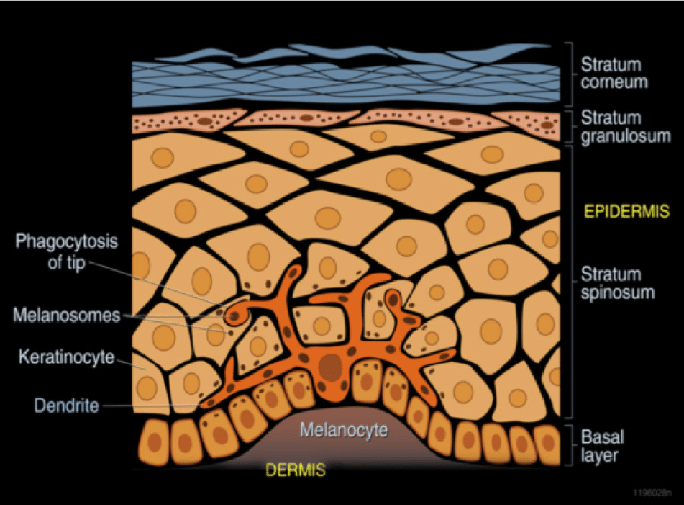 Stratum
corneum
Stratum
granulosum
EPIDERMIS
Phagocytosis
of tip
Stratum
spinosum
Melanosomes
Keratinocyte
Dendrite
Melanocyte
Basal
layer
DERMIS
1196028n